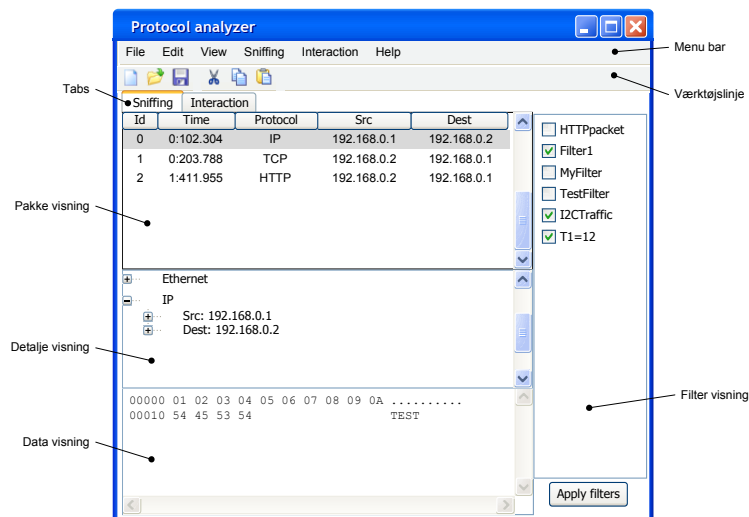 Protocol analyzer
File Edit View Sniffing Interaction Help
Menu bar
Værktøjslinje
Tabs
Sniffing Interaction
Id Time Protocol Src Dest
0 0:102.304 IP 192.168.0.1 192.168.0.2
1 0:203.788 TCP 192.168.0.2 192.168.0.1
2 1:411.955 HTTP 192.168.0.2 192.168.0.1
HTTPpacket
Filter1
MyFilter
TestFilter
I2CTraffic
T1=12
Pakke visning
Ethernet
IP
Src: 192.168.0.1
Dest: 192.168.0.2
Detalje visning
00000 01 02 03 04 05 06 07 08 09 0A ..........
00010 54 45 53 54 TEST
Filter visning
Data visning
Apply filters